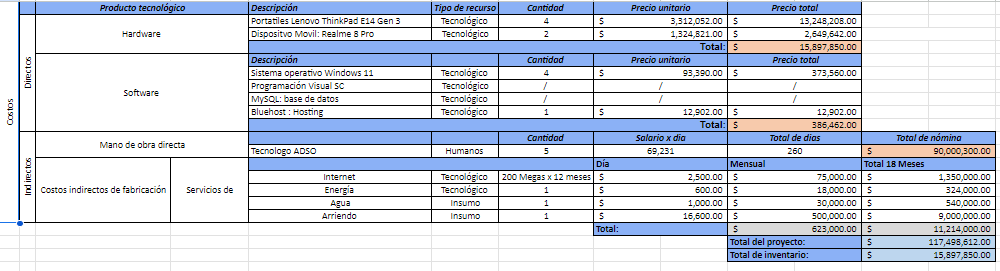 Producto tecnológico Descripción Tipo de recurso Cantidad Precio unitario Precio total
Hardware
Portatiles Lenovo ThinkPad E14 Gen 3 Tecnológico 4 $ 3,312,052.00 $ 13,248,208.00
Dispositvo Movil: Realme 8 Pro Tecnológico 2 $ 1,324,821.00 $ 2,649,642.00
Total: $ 15,897,850.00
Costos
Directos
Software
Descripción Cantidad Precio unitario Precio total
Sistema operativo Windows 11 Tecnológico 4 $ 93,390.00 $ 373,560.00
Programación Visual SC Tecnológico / / /
MySQL: base de datos Tecnológico / / /
Bluehost : Hosting Tecnológico 1 $ 12,902.00 $ 12,902.00
Total: $ 386,462.00
Indirectos
Mano de obra directa
Cantidad Salario x dia Total de dias Total de nómina
Tecnologo ADSO Humanos 5 69,231 260 $ 90,000,300.00
Día Mensual Total 18 Meses
Costos indirectos de fabricación Servicios de
Internet Tecnológico 200 Megas x 12 meses $ 2,500.00 $ 75,000.00 $ 1,350,000.00
Energía Tecnológico 1 $ 600.00 $ 18,000.00 $ 324,000.00
Agua Insumo 1 $ 1,000.00 $ 30,000.00 $ 540,000.00
Arriendo Insumo 1 $ 16,600.00 $ 500,000.00 $ 9,000,000.00
Total: $ 623,000.00 $ 11,214,000.00
Total del proyecto: $ 117,498,612.00
Total de inventario: $ 15,897,850.00